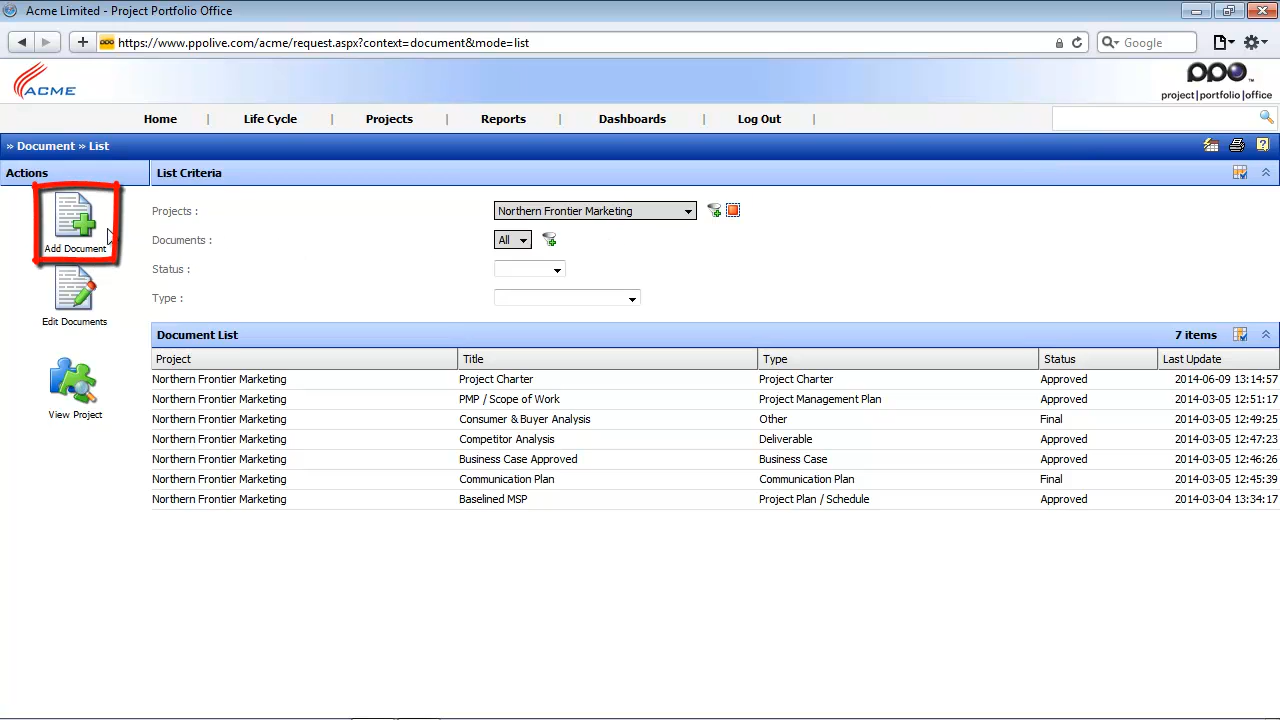 Acme Limited - Project Portfolio Office
https://www.ppolive.com/acme/request.aspx?context=document&mode=list
Google
ACME
ppo™
project|portfolio|office
Home | Life Cycle | Projects | Reports | Dashboards | Log Out |
» Document » List
Actions
List Criteria
Add Document
Edit Documents
View Project
Projects : Northern Frontier Marketing
Documents : All
Status :
Type :
Document List 7 items
Project Title Type Status Last Update
Northern Frontier Marketing Project Charter Project Charter Approved 2014-06-09 13:14:57
Northern Frontier Marketing PMP / Scope of Work Project Management Plan Approved 2014-03-05 12:51:17
Northern Frontier Marketing Consumer & Buyer Analysis Other Final 2014-03-05 12:49:25
Northern Frontier Marketing Competitor Analysis Deliverable Approved 2014-03-05 12:47:23
Northern Frontier Marketing Business Case Approved Business Case Approved 2014-03-05 12:46:26
Northern Frontier Marketing Communication Plan Communication Plan Final 2014-03-05 12:45:39
Northern Frontier Marketing Baselined MSP Project Plan / Schedule Approved 2014-03-04 13:34:17